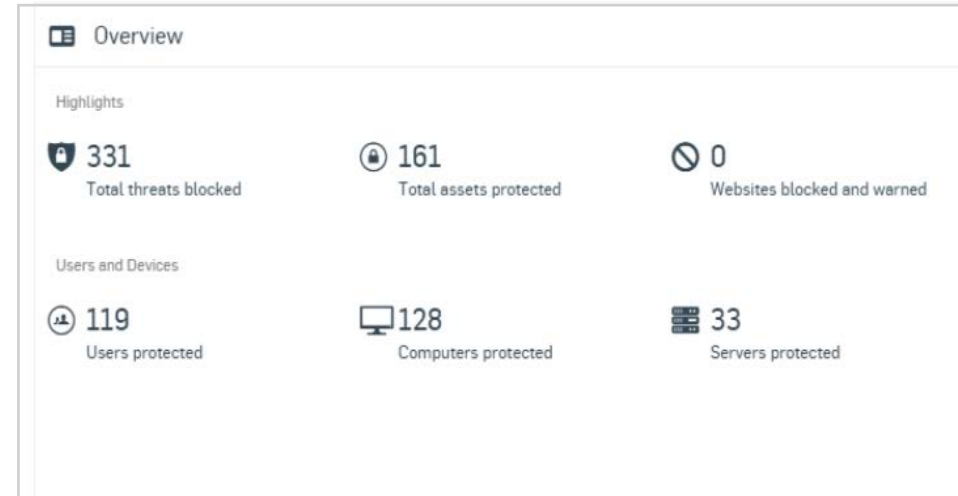 Overview
Highlights
331
Total threats blocked
161
Total assets protected
0
Websites blocked and warned
Users and Devices
119
Users protected
128
Computers protected
33
Servers protected